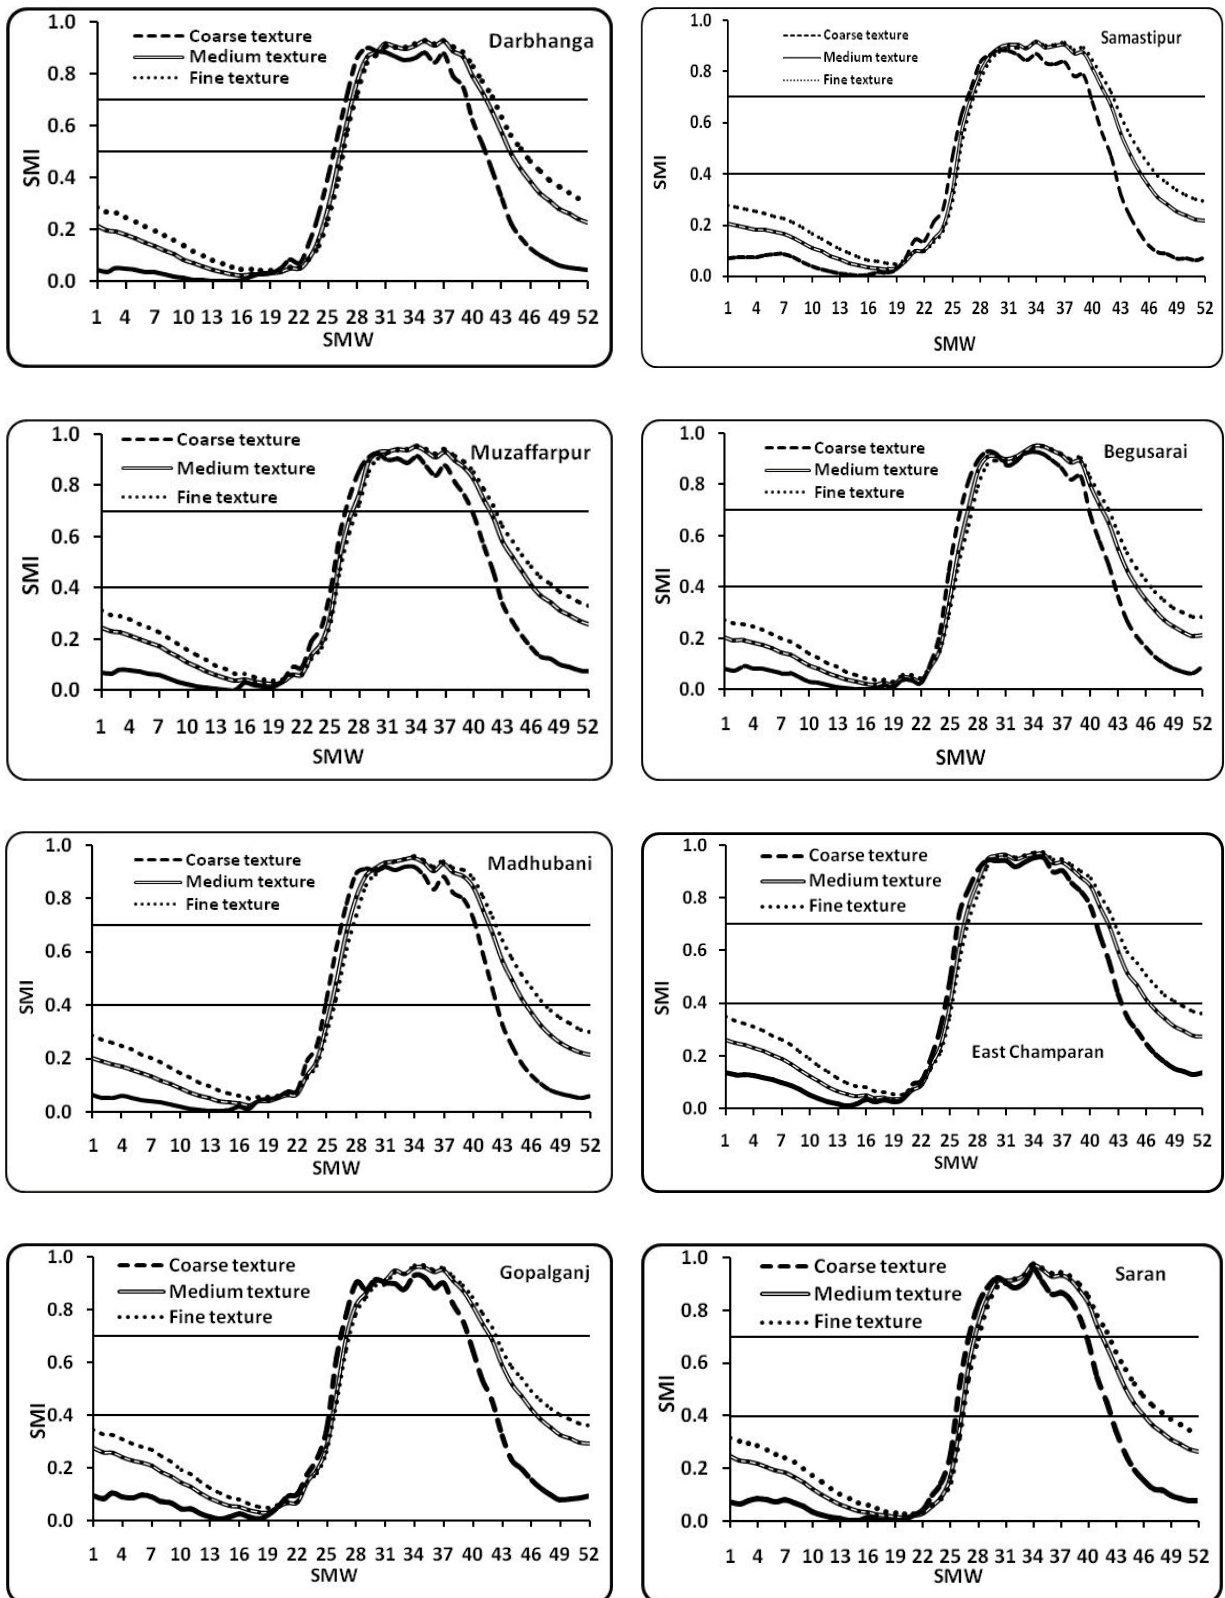 Darbhanga
Coarse texture
Medium texture
Fine texture
1.0
0.8
0.6
0.4
0.2
0.0
SMI
1 4 7 10 13 16 19 22 25 28 31 34 37 40 43 46 49 52
SMW
Samastipur
Coarse texture
Medium texture
Fine texture
1.0
0.8
0.6
0.4
0.2
0.0
SMI
1 4 7 10 13 16 19 22 25 28 31 34 37 40 43 46 49 52
SMW
Muzaffarpur
Coarse texture
Medium texture
Fine texture
1.0
0.8
0.6
0.4
0.2
0.0
SMI
1 4 7 10 13 16 19 22 25 28 31 34 37 40 43 46 49 52
SMW
Begusarai
Coarse texture
Medium texture
Fine texture
1.0
0.8
0.6
0.4
0.2
0.0
SMI
1 4 7 10 13 16 19 22 25 28 31 34 37 40 43 46 49 52
SMW
Madhubani
Coarse texture
Medium texture
Fine texture
1.0
0.8
0.6
0.4
0.2
0.0
SMI
1 4 7 10 13 16 19 22 25 28 31 34 37 40 43 46 49 52
SMW
Coarse texture
Medium texture
Fine texture
East Champaran
1.0
0.8
0.6
0.4
0.2
0.0
SMI
1 4 7 10 13 16 19 22 25 28 31 34 37 40 43 46 49 52
SMW
Gopalganj
Coarse texture
Medium texture
Fine texture
1.0
0.8
0.6
0.4
0.2
0.0
SMI
1 4 7 10 13 16 19 22 25 28 31 34 37 40 43 46 49 52
SMW
Saran
Coarse texture
Medium texture
Fine texture
1.0
0.8
0.6
0.4
0.2
0.0
SMI
1 4 7 10 13 16 19 22 25 28 31 34 37 40 43 46 49 52
SMW